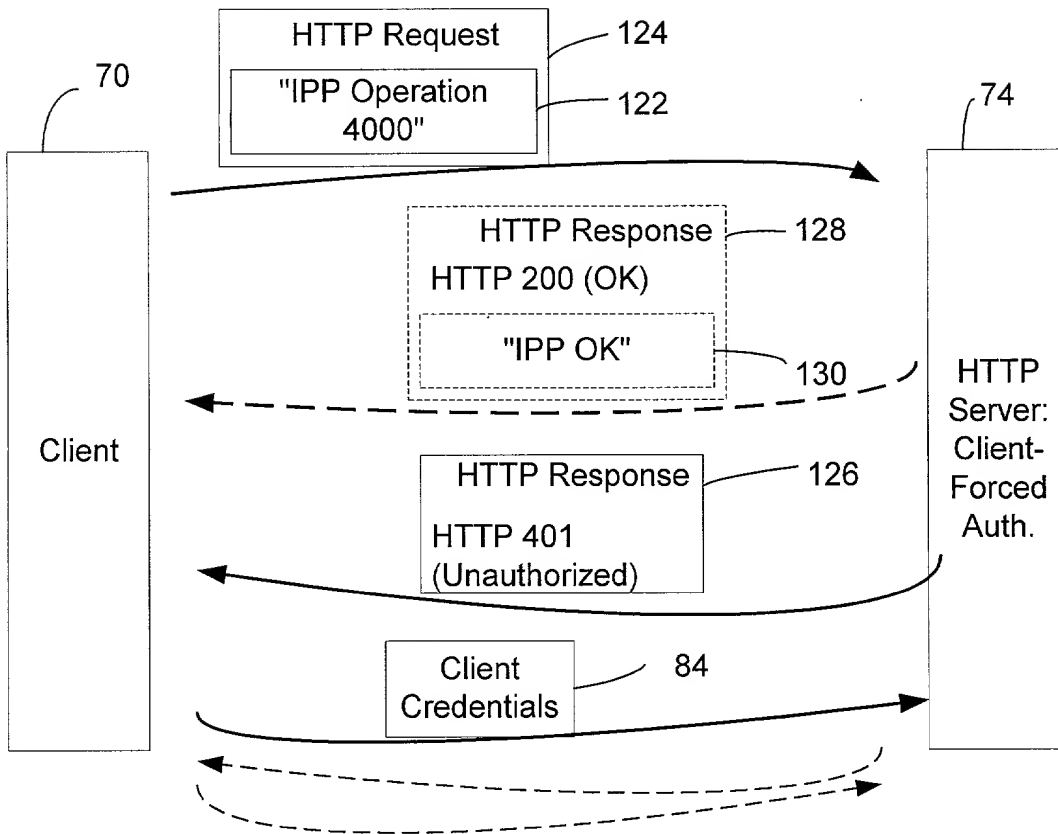 HTTP Request
124
70
"IPP Operation
4000"
122
74
HTTP Response
128
HTTP 200 (OK)
"IPP OK"
130
HTTP
Server:
Client-
Forced
Auth.
Client
HTTP Response
126
HTTP 401
(Unauthorized)
Client
Credentials
84